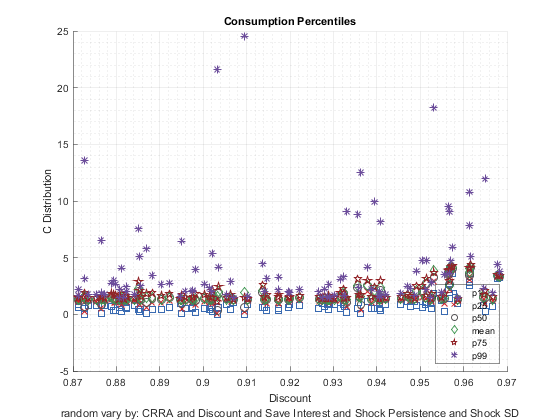 Consumption Percentiles
25
20
15
10
5
0
-5
C Distribution
0.87 0.88 0.89 0.9 0.91 0.92 0.93 0.94 0.95 0.96 0.97
Discount
p50
mean
p75
p99
random vary by: CRRA and Discount and Save Interest and Shock Persistence and Shock SD